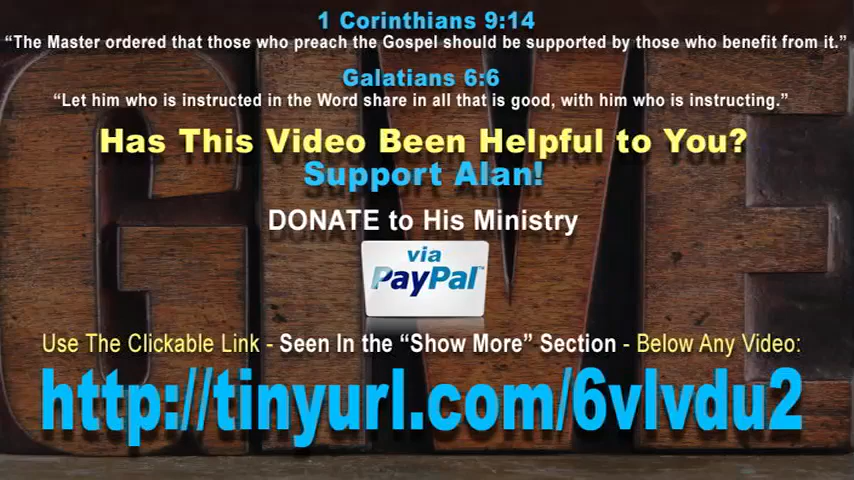 1 Corinthians 9:14
“The Master ordered that those who preach the Gospel should be supported by those who benefit from it.”
Galatians 6:6
“Let him who is instructed in the Word share in all that is good, with him who is instructing.”
Has This Video Been Helpful to You?
Support Alan!
DONATE to His Ministry
via
PayPal™
Use The Clickable Link - Seen In the “Show More” Section - Below Any Video:
http://tinyurl.com/6vlvdu2
GIVE